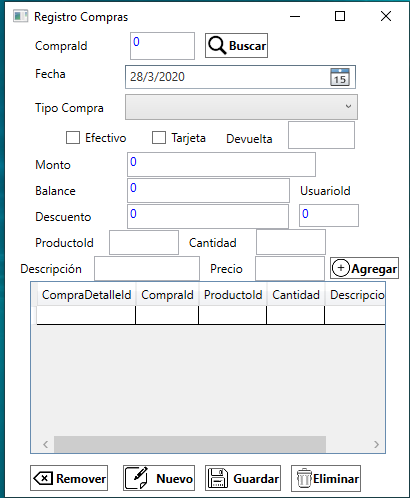 Registro Compras
CompraId 0 Buscar
Fecha 28/3/2020 15
Tipo Compra
Efectivo Tarjeta Devuelta
Monto 0
Balance 0 UsuarioId
Descuento 0 0
ProductoId Cantidad
Descripción Precio Agregar
CompraDetalleId CompraId ProductoId Cantidad Descripcio
Remover Nuevo Guardar Eliminar